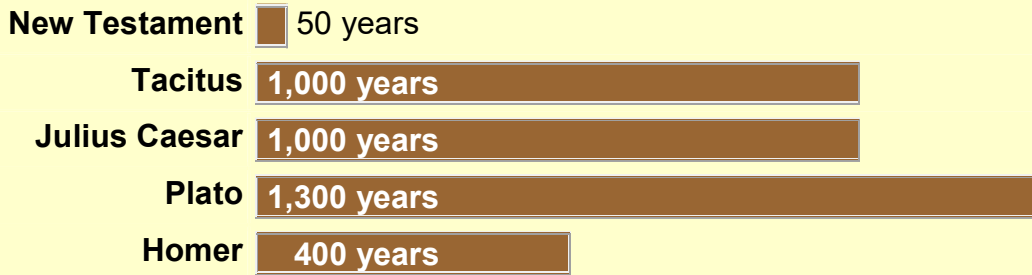 New Testament 50 years
Tacitus 1,000 years
Julius Caesar 1,000 years
Plato 1,300 years
Homer 400 years